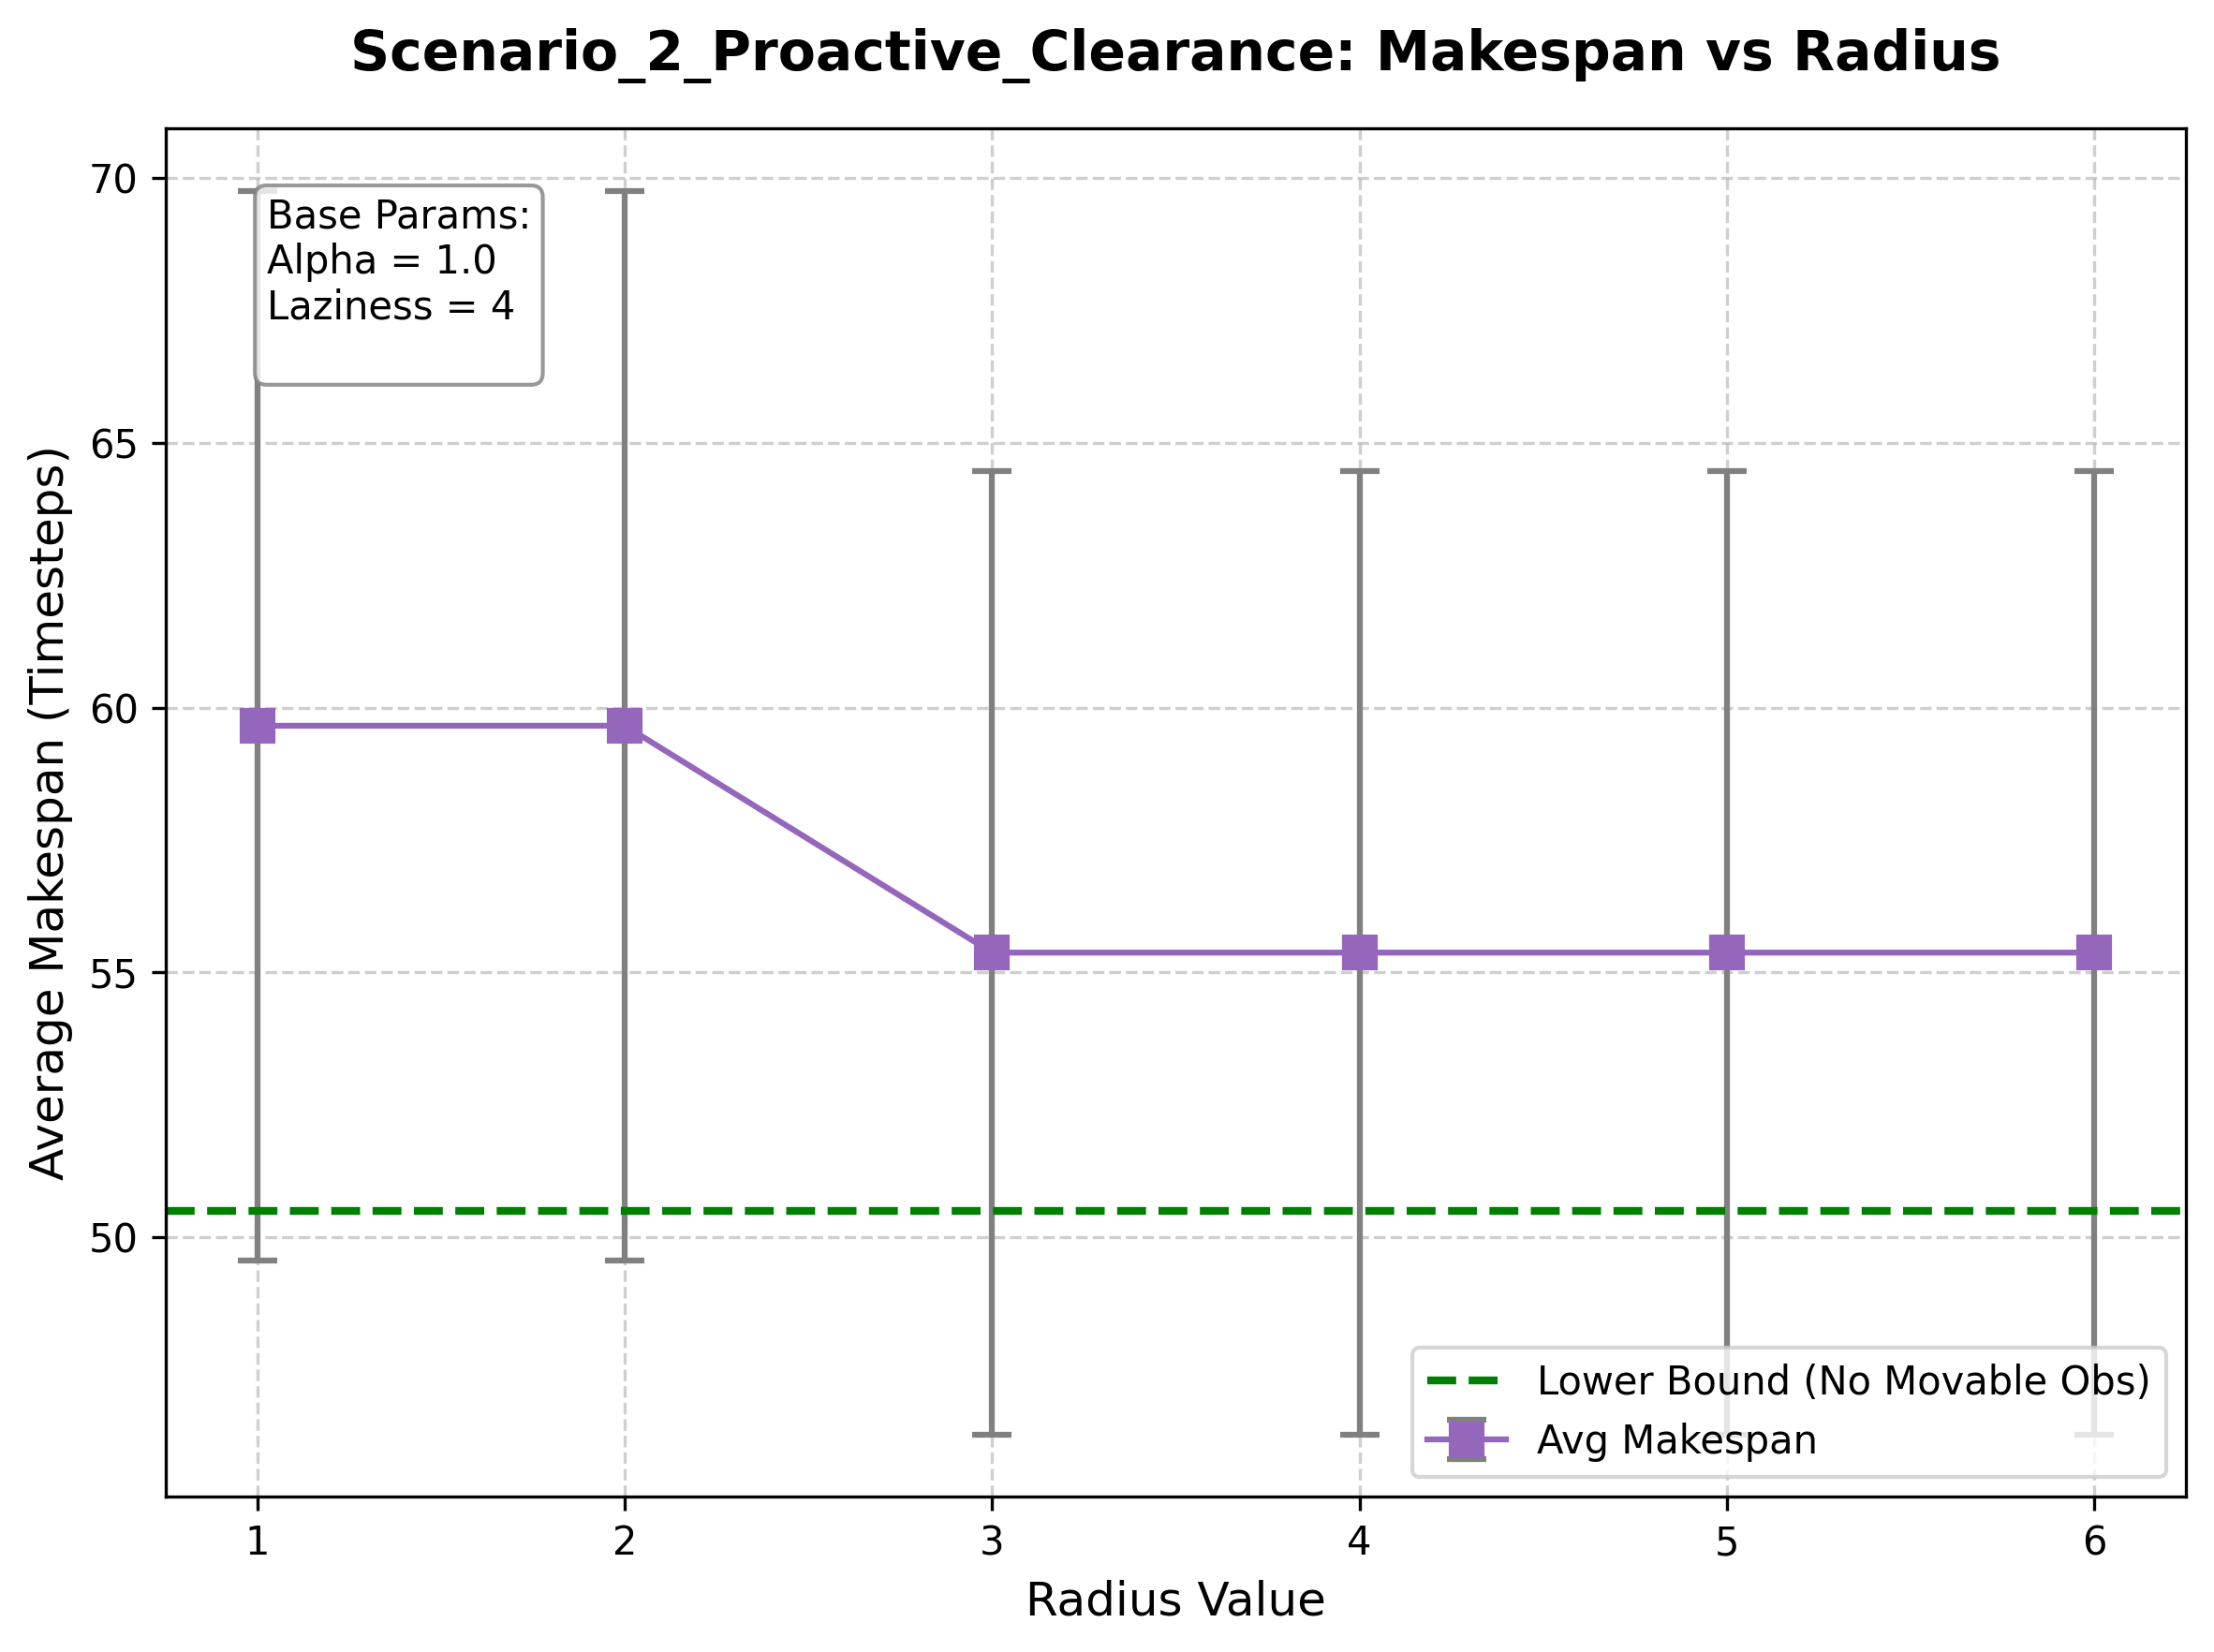 Scenario_2_Proactive_Clearance: Makespan vs Radius
Average Makespan (Timesteps)
70
65
60
55
50
Base Params:
Alpha = 1.0
Laziness = 4
Lower Bound (No Movable Obs)
Avg Makespan
1 2 3 4 5 6
Radius Value